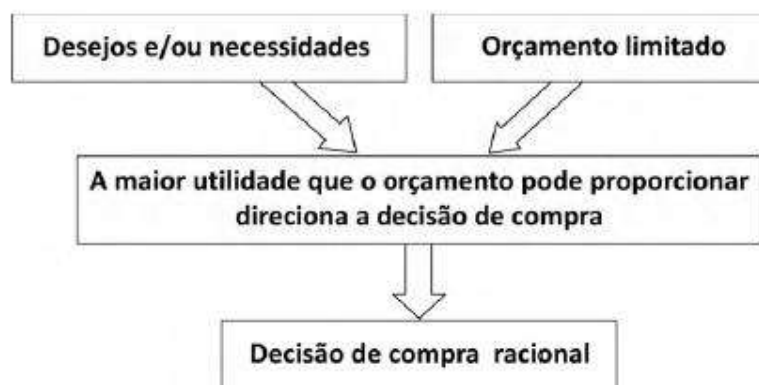 Desejos e/ou necessidades
Orçamento limitado
A maior utilidade que o orçamento pode proporcionar
direciona a decisão de compra
Decisão de compra racional